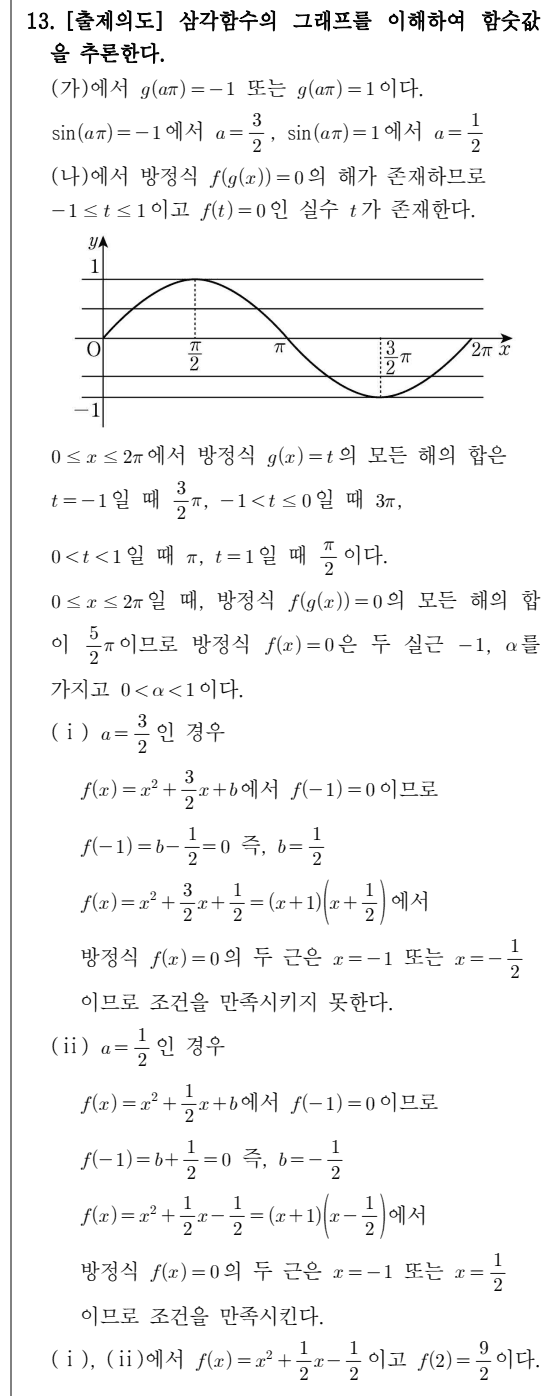 13. [출제의도] 삼각함수의 그래프를 이해하여 함숫값
을 추론한다.
(가)에서 g(aπ)=-1 또는 g(aπ)=1이다.
sin(aπ)=-1에서 a=3/2, sin(aπ)=1에서 a=1/2
(나)에서 방정식 f(g(x))=0의 해가 존재하므로
-1≤t≤1이고 f(t)=0인 실수 t가 존재한다.
y
1
O π/2 π 3/2π 2π x
-1
0≤x≤2π에서 방정식 g(x)=t의 모든 해의 합은
t=-1일 때 3/2π, -1<t≤0일 때 3π,
0<t<1일 때 π, t=1일 때 π/2이다.
0≤x≤2π일 때, 방정식 f(g(x))=0의 모든 해의 합
이 5/2π이므로 방정식 f(x)=0은 두 실근 -1, α를
가지고 0<α<1이다.
(ⅰ) a=3/2인 경우
f(x)=x²+3/2x+b에서 f(-1)=0이므로
f(-1)=b-1/2=0 즉, b=1/2
f(x)=x²+3/2x+1/2=(x+1)(x+1/2)에서
방정식 f(x)=0의 두 근은 x=-1 또는 x=-1/2
이므로 조건을 만족시키지 못한다.
(ⅱ) a=1/2인 경우
f(x)=x²+1/2x+b에서 f(-1)=0이므로
f(-1)=b+1/2=0 즉, b=-1/2
f(x)=x²+1/2x-1/2=(x+1)(x-1/2)에서
방정식 f(x)=0의 두 근은 x=-1 또는 x=1/2
이므로 조건을 만족시킨다.
(ⅰ), (ⅱ)에서 f(x)=x²+1/2x-1/2이고 f(2)=9/2이다.